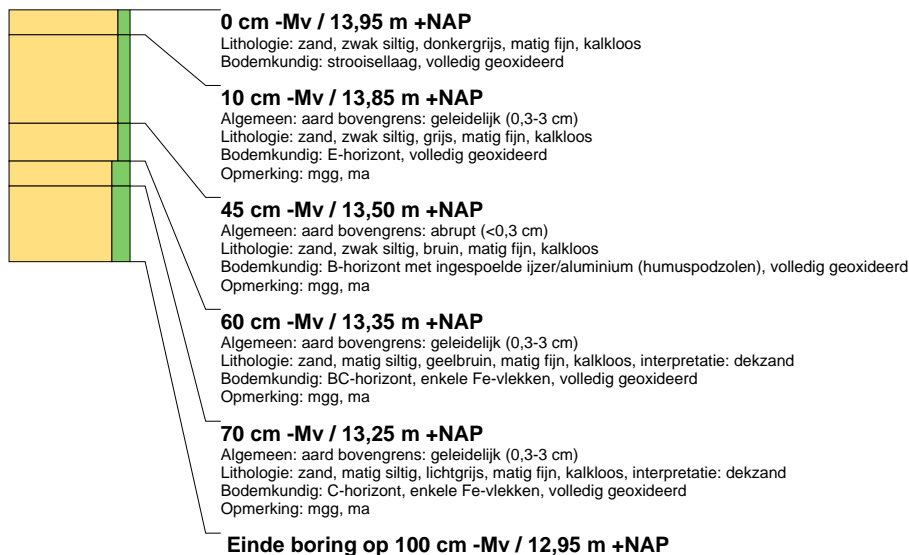 0 cm -Mv / 13,95 m +NAP
Lithologie: zand, zwak siltig, donkergrijs, matig fijn, kalkloos
Bodemkundig: strooisellaag, volledig geoxideerd
10 cm -Mv / 13,85 m +NAP
Algemeen: aard bovengrens: geleidelijk (0,3-3 cm)
Lithologie: zand, zwak siltig, grijs, matig fijn, kalkloos
Bodemkundig: E-horizont, volledig geoxideerd
Opmerking: mgg, ma
45 cm -Mv / 13,50 m +NAP
Algemeen: aard bovengrens: abrupt (<0,3 cm)
Lithologie: zand, zwak siltig, bruin, matig fijn, kalkloos
Bodemkundig: B-horizont met ingespoelde ijzer/aluminium (humuspodzolen), volledig geoxideerd
Opmerking: mgg, ma
60 cm -Mv / 13,35 m +NAP
Algemeen: aard bovengrens: geleidelijk (0,3-3 cm)
Lithologie: zand, matig siltig, geelbruin, matig fijn, kalkloos, interpretatie: dekzand
Bodemkundig: BC-horizont, enkele Fe-vlekken, volledig geoxideerd
Opmerking: mgg, ma
70 cm -Mv / 13,25 m +NAP
Algemeen: aard bovengrens: geleidelijk (0,3-3 cm)
Lithologie: zand, matig siltig, lichtgrijs, matig fijn, kalkloos, interpretatie: dekzand
Bodemkundig: C-horizont, enkele Fe-vlekken, volledig geoxideerd
Opmerking: mgg, ma
Einde boring op 100 cm -Mv / 12,95 m +NAP